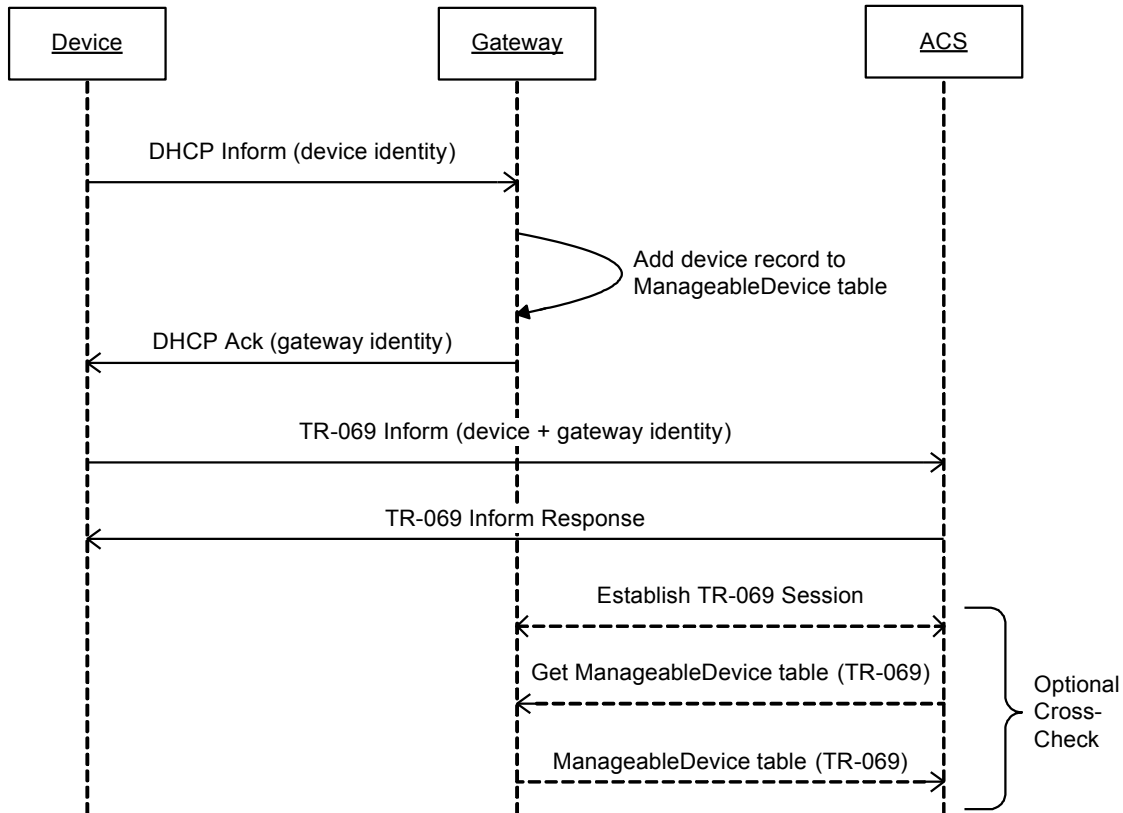 Device
Gateway
ACS
DHCP Inform (device identity)
Add device record to
ManageableDevice table
DHCP Ack (gateway identity)
TR-069 Inform (device + gateway identity)
TR-069 Inform Response
Establish TR-069 Session
Get ManageableDevice table (TR-069)
ManageableDevice table (TR-069)
Optional
Cross-
Check